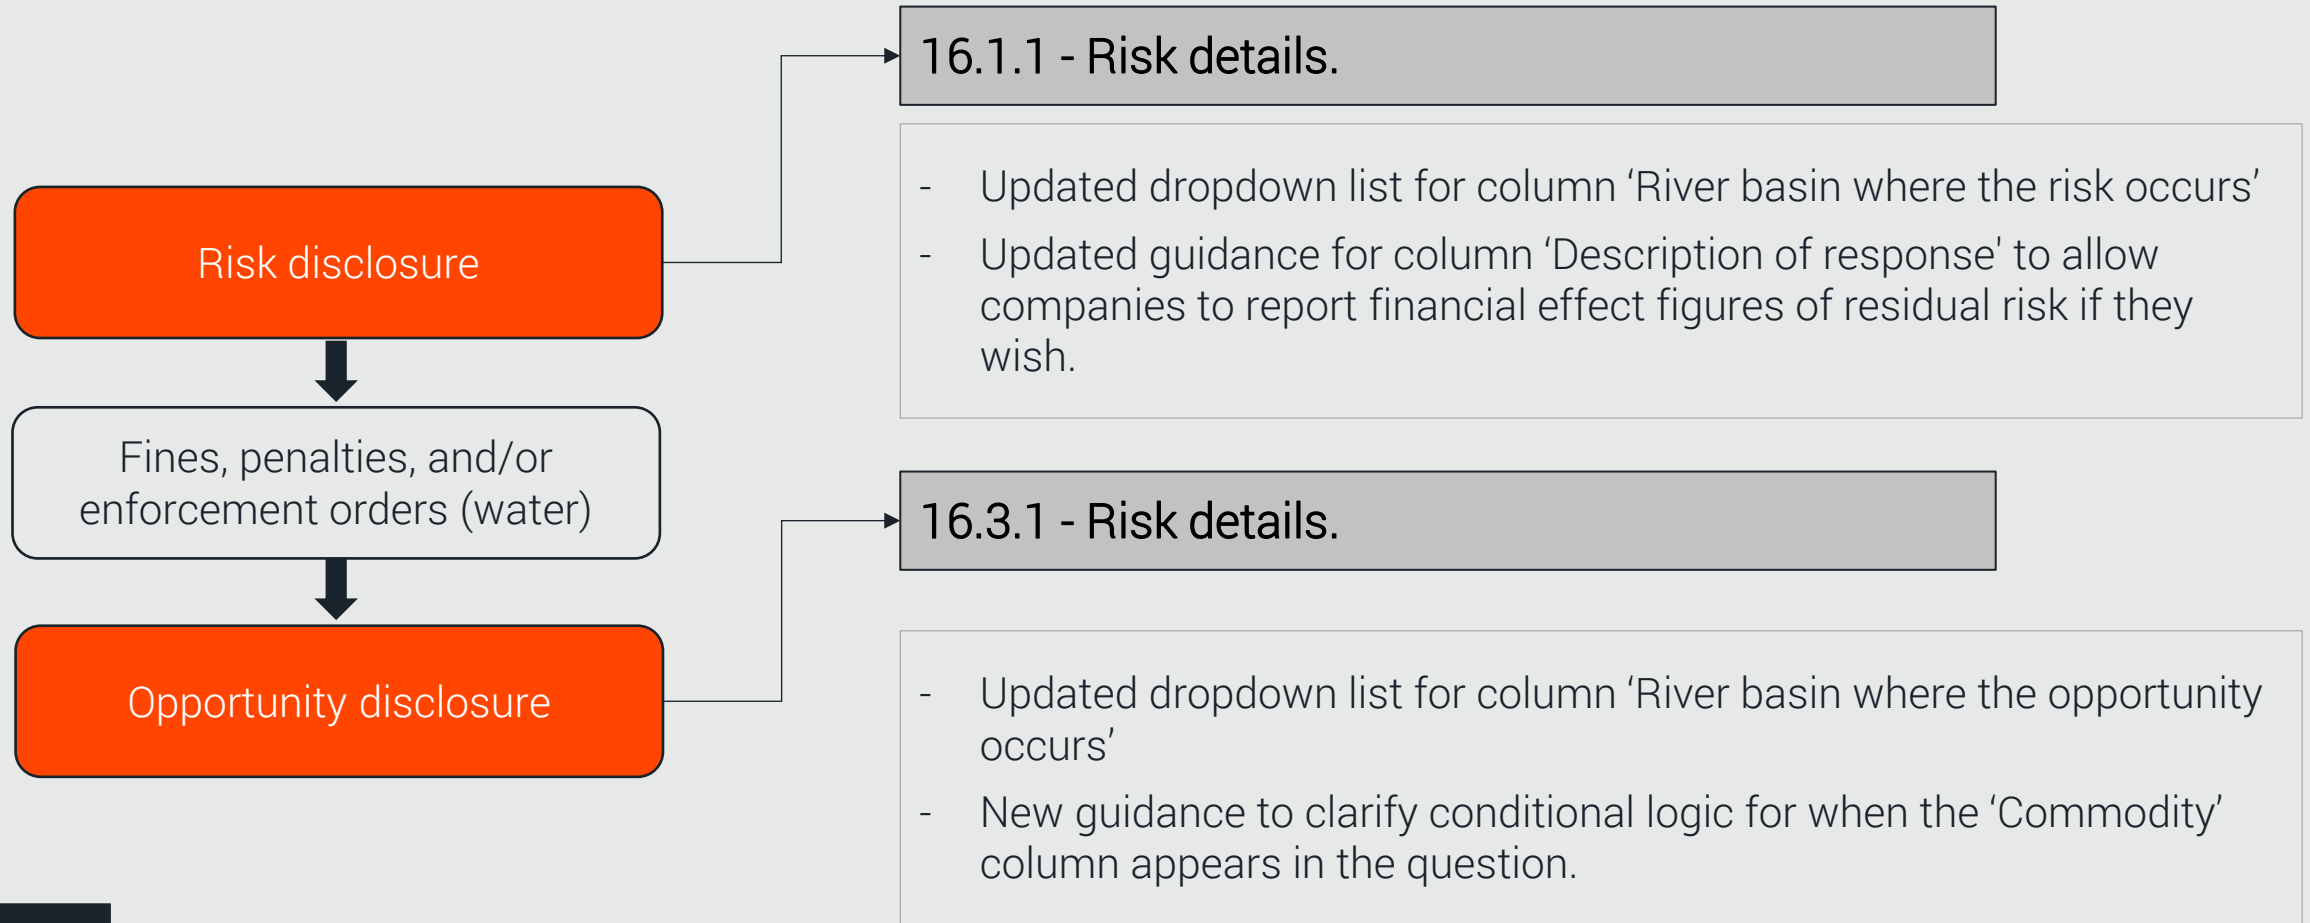 16.1.1 - Risk details.
- Updated dropdown list for column ‘River basin where the risk occurs’
- Updated guidance for column ‘Description of response' to allow
companies to report financial effect figures of residual risk if they
wish.
Risk disclosure
Fines, penalties, and/or
enforcement orders (water)
Opportunity disclosure
16.3.1 - Risk details.
- Updated dropdown list for column ‘River basin where the opportunity
occurs’
- New guidance to clarify conditional logic for when the ‘Commodity’
column appears in the question.